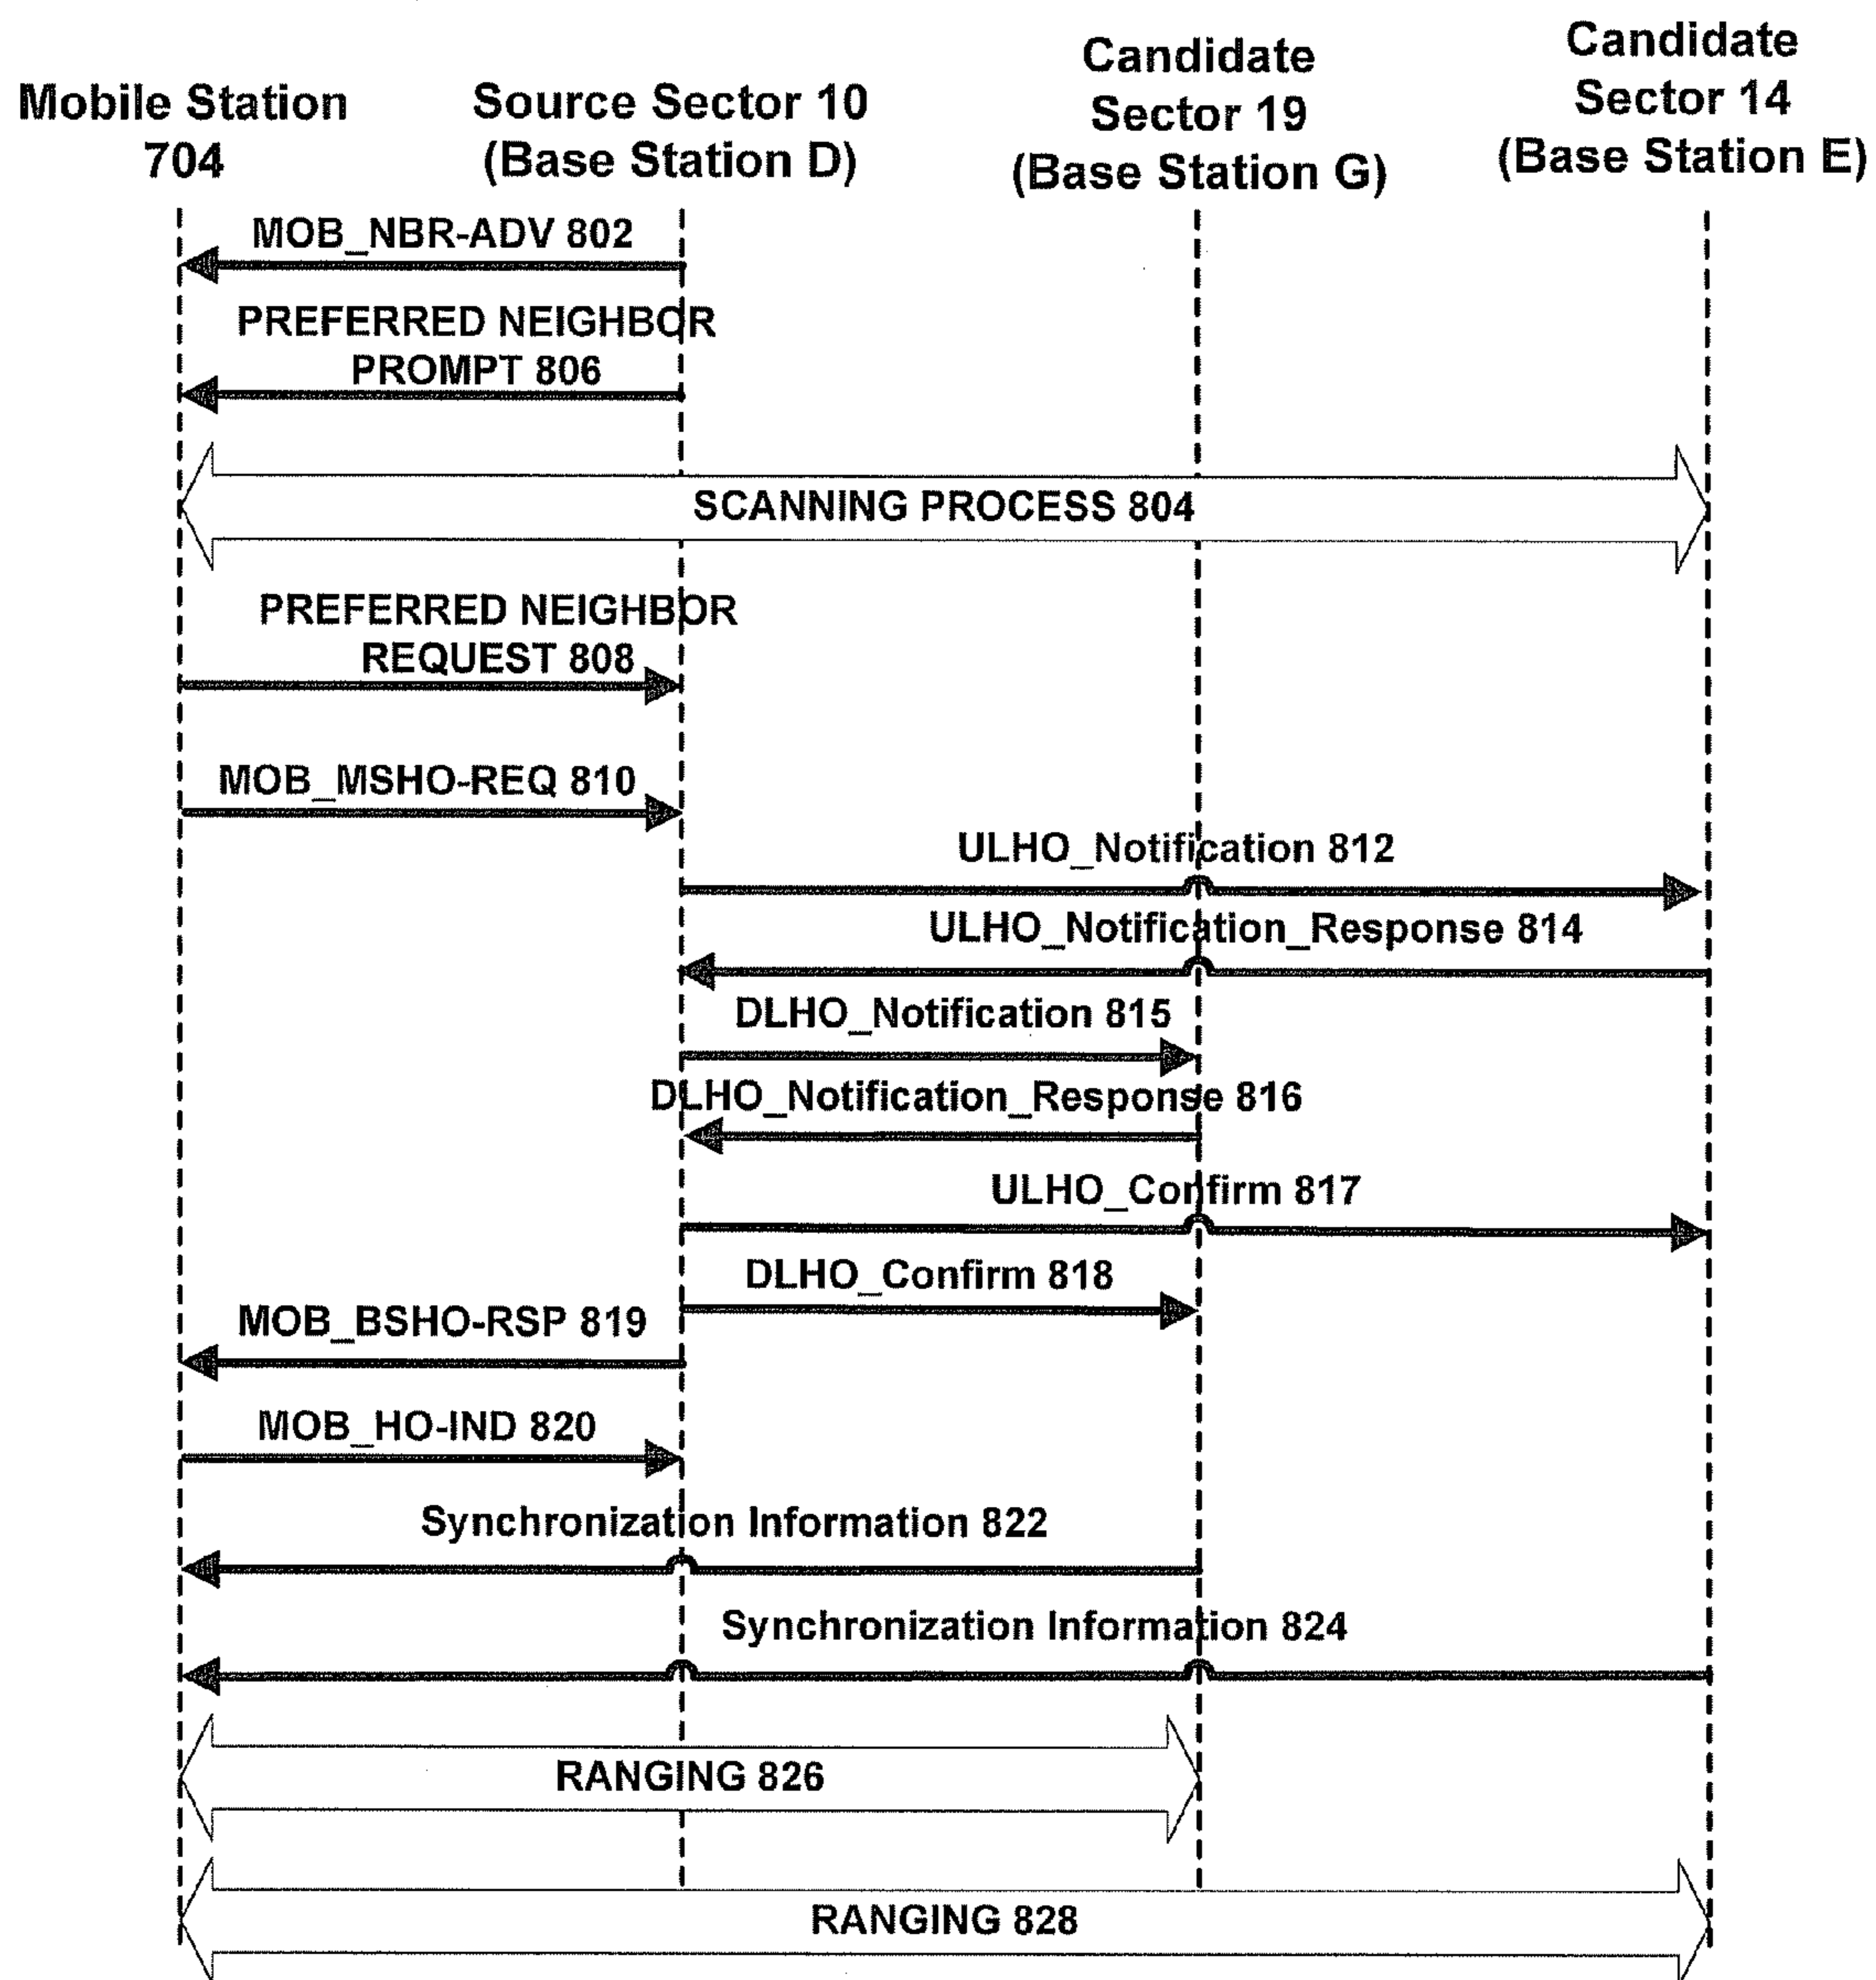 Mobile Station
704
Source Sector 10
(Base Station D)
Candidate
Sector 19
(Base Station G)
Candidate
Sector 14
(Base Station E)
MOB_NBR-ADV 802
PREFERRED NEIGHBOR
PROMPT 806
SCANNING PROCESS 804
PREFERRED NEIGHBOR
REQUEST 808
MOB_MSHO-REQ 810
ULHO_Notification 812
ULHO_Notification_Response 814
DLHO_Notification 815
DLHO_Notification_Response 816
ULHO_Confirm 817
DLHO_Confirm 818
MOB_BSHO-RSP 819
MOB_HO-IND 820
Synchronization Information 822
Synchronization Information 824
RANGING 826
RANGING 828